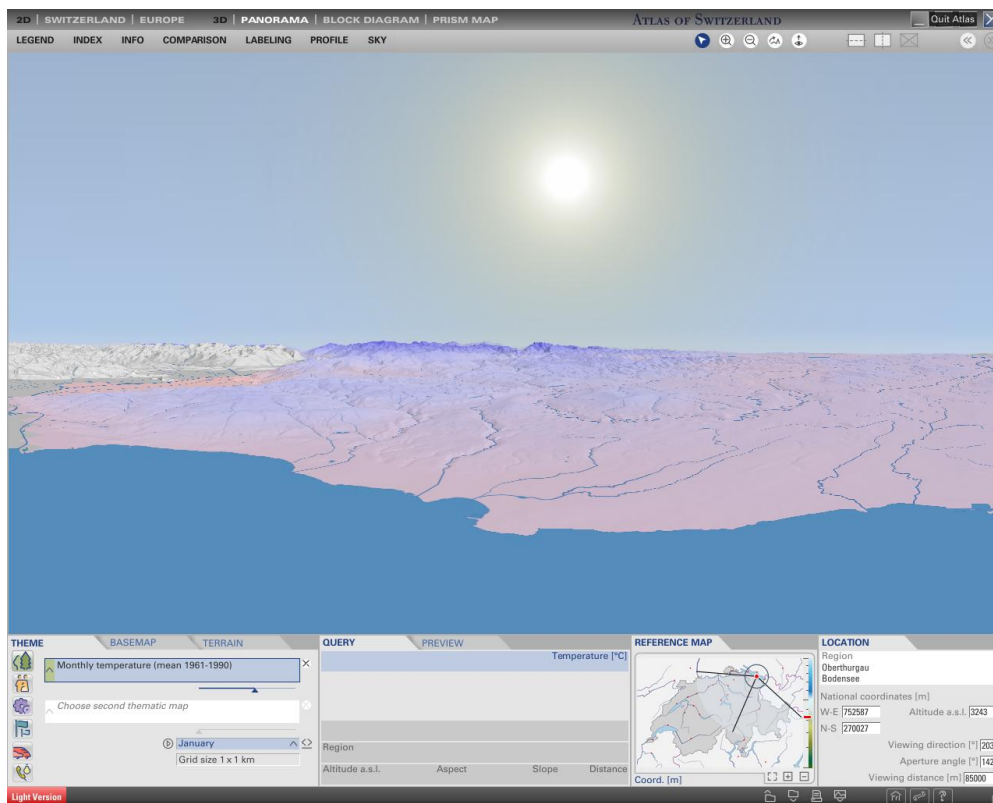 2D | SWITZERLAND | EUROPE 3D | PANORAMA | BLOCK DIAGRAM | PRISM MAP ATLAS OF SWITZERLAND Quit Atlas
LEGEND INDEX INFO COMPARISON LABELING PROFILE SKY
THEME BASEMAP TERRAIN
Monthly temperature (mean 1961-1990)
Choose second thematic map
January
Grid size 1 x 1 km
QUERY PREVIEW
Temperature [°C]
Region
Altitude a.s.l. Aspect Slope Distance
REFERENCE MAP
Coord. [m]
LOCATION
Region
Oberthurgau
Bodensee
National coordinates [m]
W-E 752587 Altitude a.s.l. 3243
N-S 270027
Viewing direction [°] 203
Aperture angle [°] 142
Viewing distance [m] 85000
Light Version